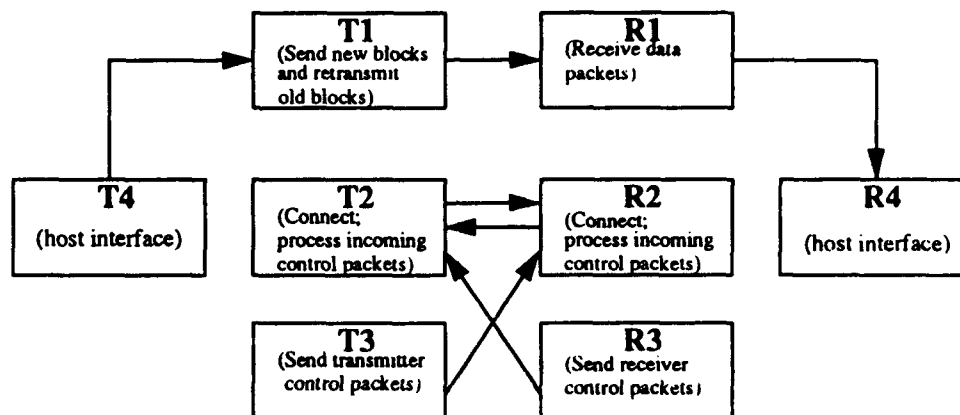 T1
(Send new blocks
and retransmit
old blocks)
R1
(Receive data
packets)
T4
(host interface)
T2
(Connect;
process incoming
control packets)
R2
(Connect;
process incoming
control packets)
R4
(host interface)
T3
(Send transmitter
control packets)
R3
(Send receiver
control packets)